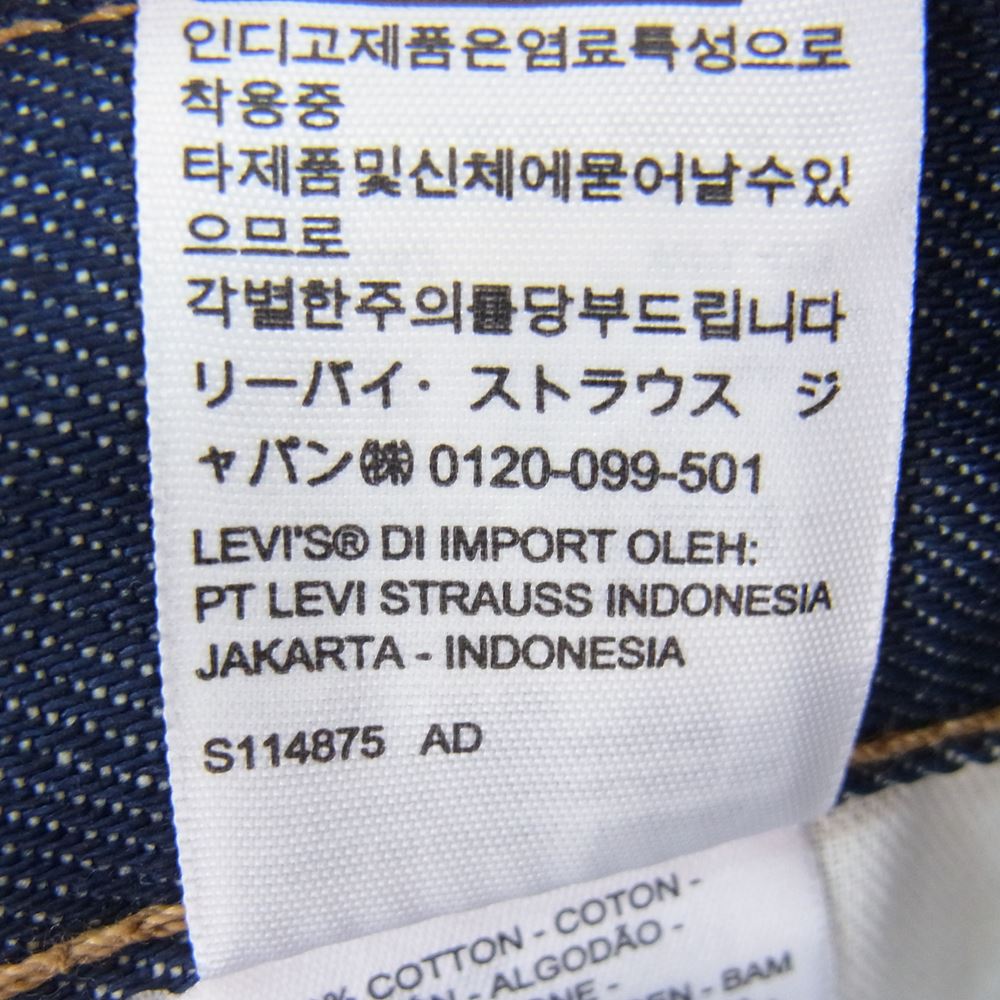 인디고제품은염료특성으로
착용중
타제품및신체에묻어날수있
으므로
각별한주의를당부드립니다
リーバイ・ ストラウス ジ
ャパン㈱ 0120-099-501
LEVI'S® DI IMPORT OLEH:
PT LEVI STRAUSS INDONESIA
JAKARTA - INDONESIA
S114875 AD
% COTTON - COTON -
- ALGODÃO -
- BAM